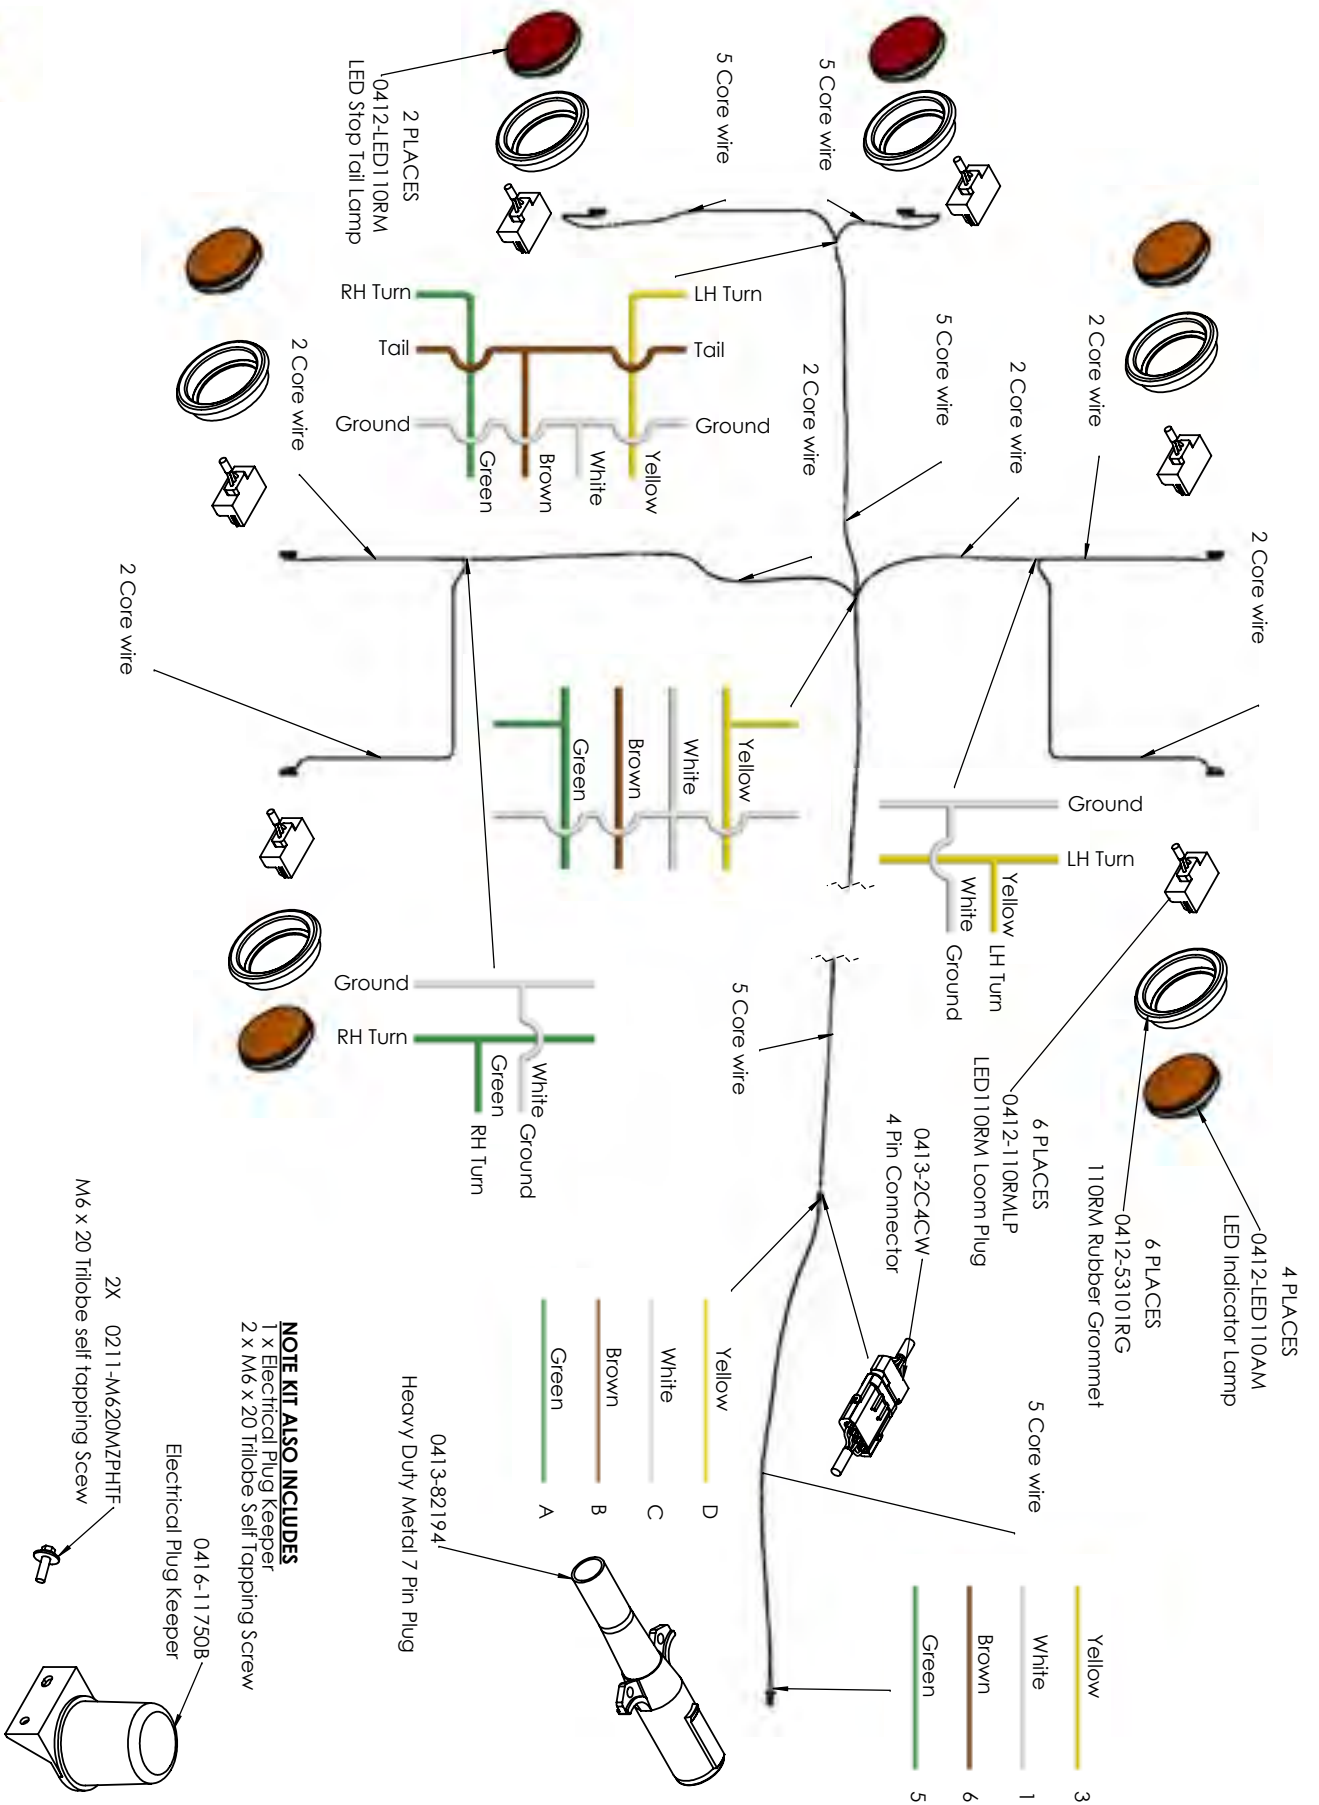 2 PLACES
0412-LED110RM
LED Stop Tail Lamp
5 Core wire
5 Core wire
2 Core wire
2 Core wire
5 Core wire
2 Core wire
2 Core wire
2 Core wire
2 Core wire
RH Turn
LH Turn
Tail
Tail
Ground
Ground
Green
Brown
White
Yellow
Green
Brown
White
Yellow
Ground
LH Turn
Yellow
White
LH Turn
Ground
Ground
RH Turn
White
Green
Ground
RH Turn
5 Core wire
4 PLACES
0412-LED110AM
LED Indicator Lamp
6 PLACES
0412-53101RG
110RM Rubber Grommet
6 PLACES
0412-110RMLP
LED110RM Loom Plug
0413-2C4CW
4 Pin Connector
5 Core wire
Yellow D
White C
Brown B
Green A
Yellow 3
White 1
Brown 6
Green 5
0413-82194
Heavy Duty Metal 7 Pin Plug
NOTE KIT ALSO INCLUDES
1 x Electrical Plug Keeper
2 x M6 x 20 Trilobe Self Tapping Screw
0416-11750B
Electrical Plug Keeper
2X 0211-M620MZPHTF
M6 x 20 Trilobe self tapping Scew